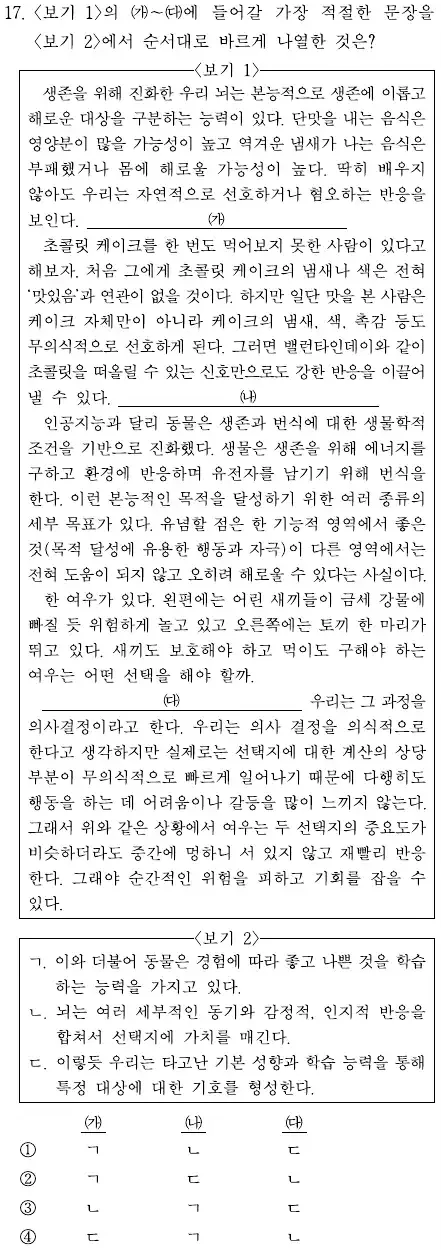 17. 〈보기 1〉의 ㈎~㈐에 들어갈 가장 적절한 문장을
〈보기 2〉에서 순서대로 바르게 나열한 것은?
〈보기 1〉
생존을 위해 진화한 우리 뇌는 본능적으로 생존에 이롭고
해로운 대상을 구분하는 능력이 있다. 단맛을 내는 음식은
영양분이 많을 가능성이 높고 역겨운 냄새가 나는 음식은
부패했거나 몸에 해로울 가능성이 높다. 딱히 배우지
않아도 우리는 자연적으로 선호하거나 혐오하는 반응을
보인다. ㈎
초콜릿 케이크를 한 번도 먹어보지 못한 사람이 있다고
해보자. 처음 그에게 초콜릿 케이크의 냄새나 색은 전혀
‘맛있음’과 연관이 없을 것이다. 하지만 일단 맛을 본 사람은
케이크 자체만이 아니라 케이크의 냄새, 색, 촉감 등도
무의식적으로 선호하게 된다. 그러면 밸런타인데이와 같이
초콜릿을 떠올릴 수 있는 신호만으로도 강한 반응을 이끌어
낼 수 있다. ㈏
인공지능과 달리 동물은 생존과 번식에 대한 생물학적
조건을 기반으로 진화했다. 생물은 생존을 위해 에너지를
구하고 환경에 반응하며 유전자를 남기기 위해 번식을
한다. 이런 본능적인 목적을 달성하기 위한 여러 종류의
세부 목표가 있다. 유념할 점은 한 기능적 영역에서 좋은
것(목적 달성에 유용한 행동과 자극)이 다른 영역에서는
전혀 도움이 되지 않고 오히려 해로울 수 있다는 사실이다.
한 여우가 있다. 왼편에는 어린 새끼들이 금세 강물에
빠질 듯 위험하게 놀고 있고 오른쪽에는 토끼 한 마리가
뛰고 있다. 새끼도 보호해야 하고 먹이도 구해야 하는
여우는 어떤 선택을 해야 할까.
㈐ 우리는 그 과정을
의사결정이라고 한다. 우리는 의사 결정을 의식적으로
한다고 생각하지만 실제로는 선택지에 대한 계산의 상당
부분이 무의식적으로 빠르게 일어나기 때문에 다행히도
행동을 하는 데 어려움이나 갈등을 많이 느끼지 않는다.
그래서 위와 같은 상황에서 여우는 두 선택지의 중요도가
비슷하더라도 중간에 멍하니 서 있지 않고 재빨리 반응
한다. 그래야 순간적인 위험을 피하고 기회를 잡을 수
있다.
〈보기 2〉
ㄱ. 이와 더불어 동물은 경험에 따라 좋고 나쁜 것을 학습
하는 능력을 가지고 있다.
ㄴ. 뇌는 여러 세부적인 동기와 감정적, 인지적 반응을
합쳐서 선택지에 가치를 매긴다.
ㄷ. 이렇듯 우리는 타고난 기본 성향과 학습 능력을 통해
특정 대상에 대한 기호를 형성한다.
㈎ ㈏ ㈐
① ㄱ ㄴ ㄷ
② ㄱ ㄷ ㄴ
③ ㄴ ㄱ ㄷ
④ ㄷ ㄱ ㄴ